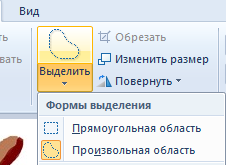 Вид
Обрезать
Изменить размер
Выделить
Повернуть
Формы выделения
Прямоугольная область
Произвольная область